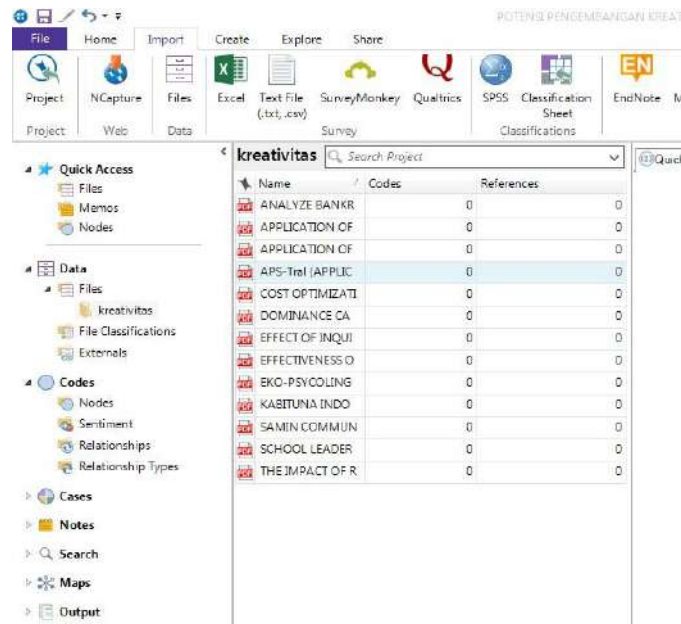 POTENSI PENGEMBANGAN KREAT
File Home Import Create Explore Share
Project NCapture Files Excel Text File (.txt, .csv) SurveyMonkey Qualtrics SPSS Classification Sheet EndNote M
Project Web Data Survey Classifications
Quick Access
Files
Memos
Nodes
Data
Files
kreativitas
File Classifications
Externals
Codes
Nodes
Sentiment
Relationships
Relationship Types
Cases
Notes
Search
Maps
Output
kreativitas Search Project
Name Codes References
ANALYZE BANKR 0 0
APPLICATION OF 0 0
APPLICATION OF 0 0
APS-Tral (APPLIC 0 0
COST OPTIMIZATI 0 0
DOMINANCE CA 0 0
EFFECT OF INQUI 0 0
EFFECTIVENESS O 0 0
EKO-PSYCOLING 0 0
KABITUNA INDO 0 0
SAMIN COMMUN 0 0
SCHOOL LEADER 0 0
THE IMPACT OF R 0 0
Quick